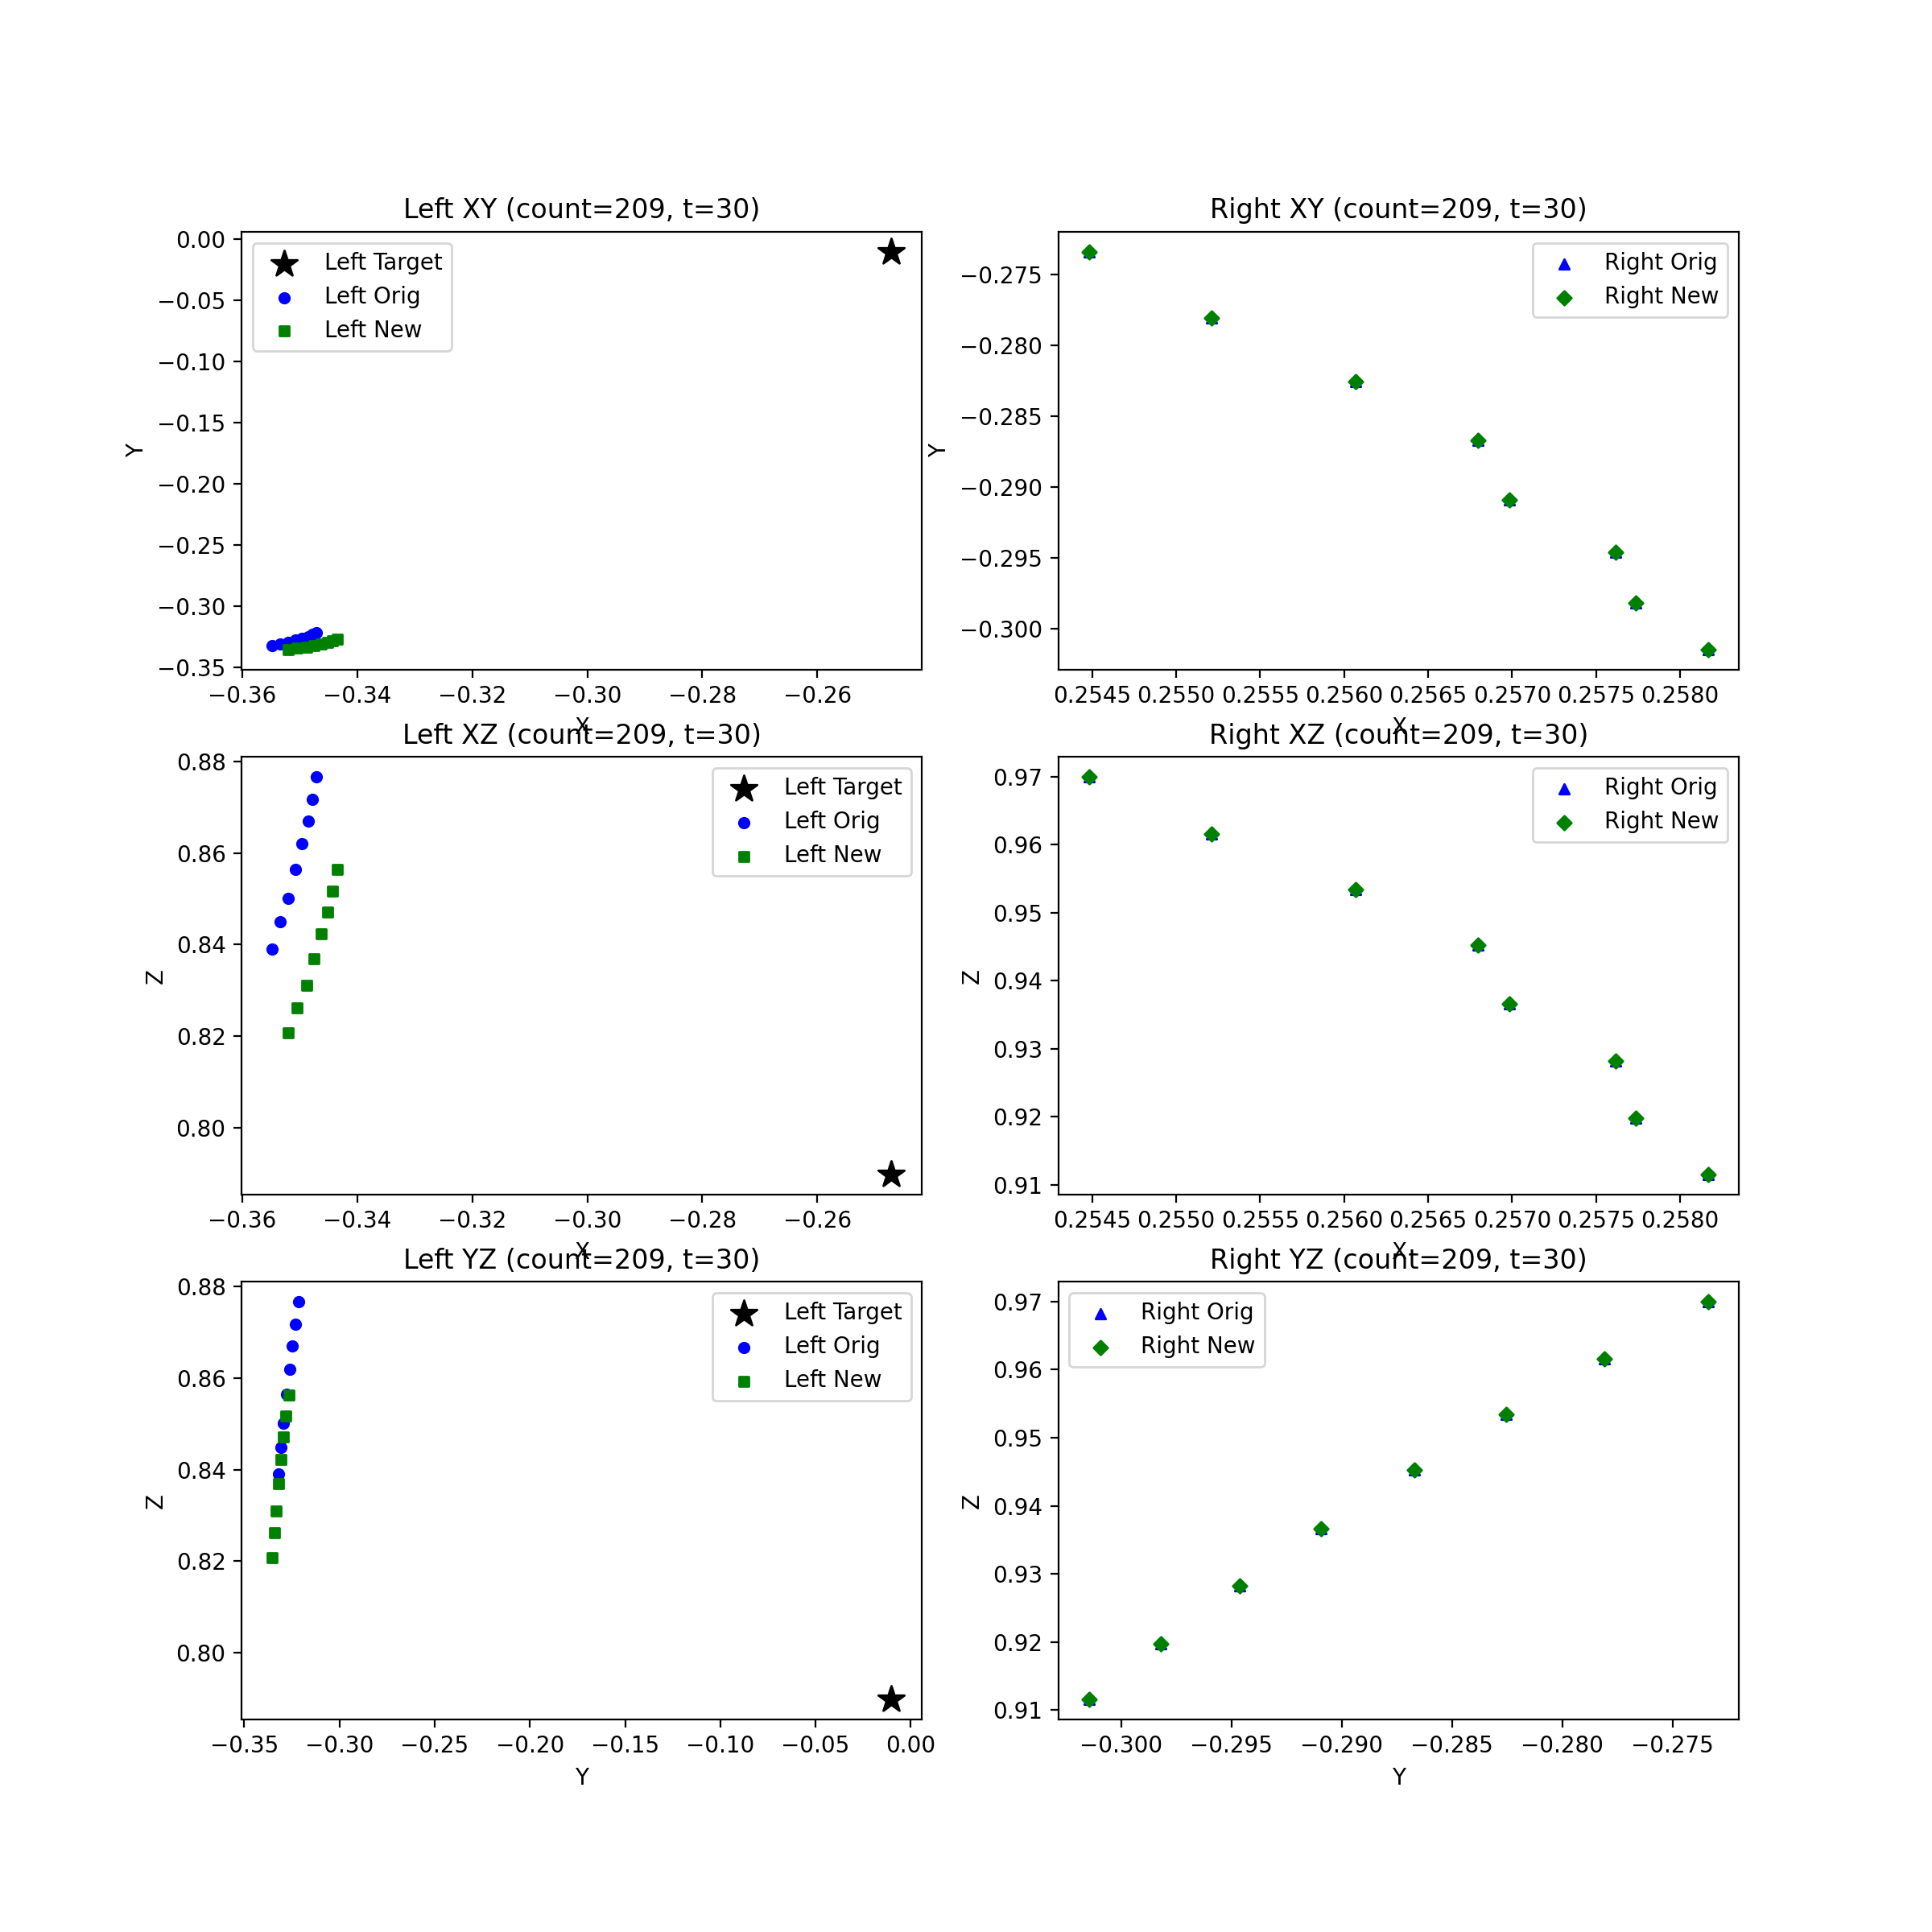 Left XY (count=209, t=30)
Left Target
Left Orig
Left New
0.00
−0.05
−0.10
−0.15
−0.20
−0.25
−0.30
−0.35
Y
−0.36 −0.34 −0.32 −0.30 −0.28 −0.26
X
Right XY (count=209, t=30)
Right Orig
Right New
−0.275
−0.280
−0.285
−0.290
−0.295
−0.300
Y
0.2545 0.2550 0.2555 0.2560 0.2565 0.2570 0.2575 0.2580
X
Left XZ (count=209, t=30)
Left Target
Left Orig
Left New
0.88
0.86
0.84
0.82
0.80
Z
−0.36 −0.34 −0.32 −0.30 −0.28 −0.26
X
Right XZ (count=209, t=30)
Right Orig
Right New
0.97
0.96
0.95
0.94
0.93
0.92
0.91
Z
0.2545 0.2550 0.2555 0.2560 0.2565 0.2570 0.2575 0.2580
X
Left YZ (count=209, t=30)
Left Target
Left Orig
Left New
0.88
0.86
0.84
0.82
0.80
Z
−0.35 −0.30 −0.25 −0.20 −0.15 −0.10 −0.05 0.00
Y
Right YZ (count=209, t=30)
Right Orig
Right New
0.97
0.96
0.95
0.94
0.93
0.92
0.91
Z
−0.300 −0.295 −0.290 −0.285 −0.280 −0.275
Y